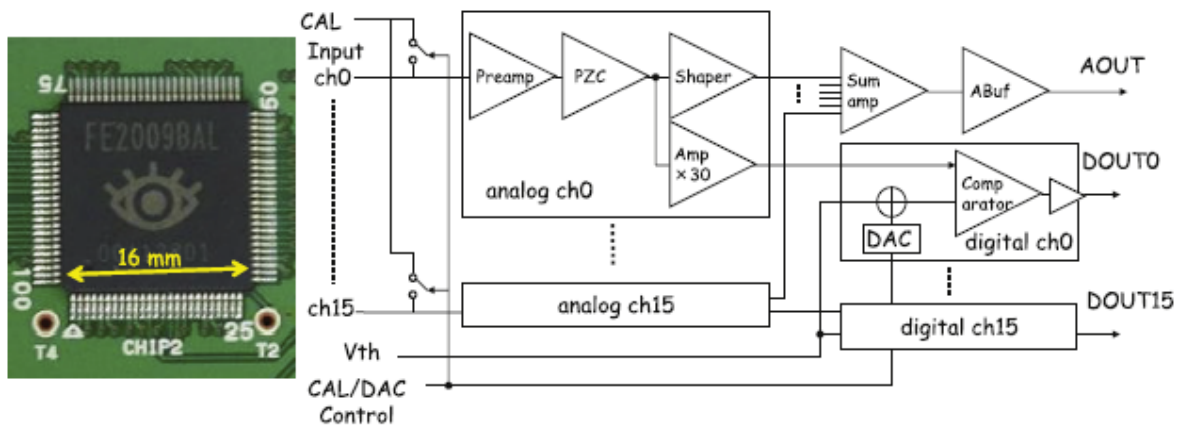 75
50
FE2009BAL
16 mm
100
25
T4
CHIP2
T2
CAL
Input
ch0
ch15
Vth
CAL/DAC
Control
Preamp
PZC
Shaper
Amp
×30
analog ch0
analog ch15
Sum
amp
ABuf
AOUT
Comp
arator
DAC
digital ch0
DOUT0
digital ch15
DOUT15